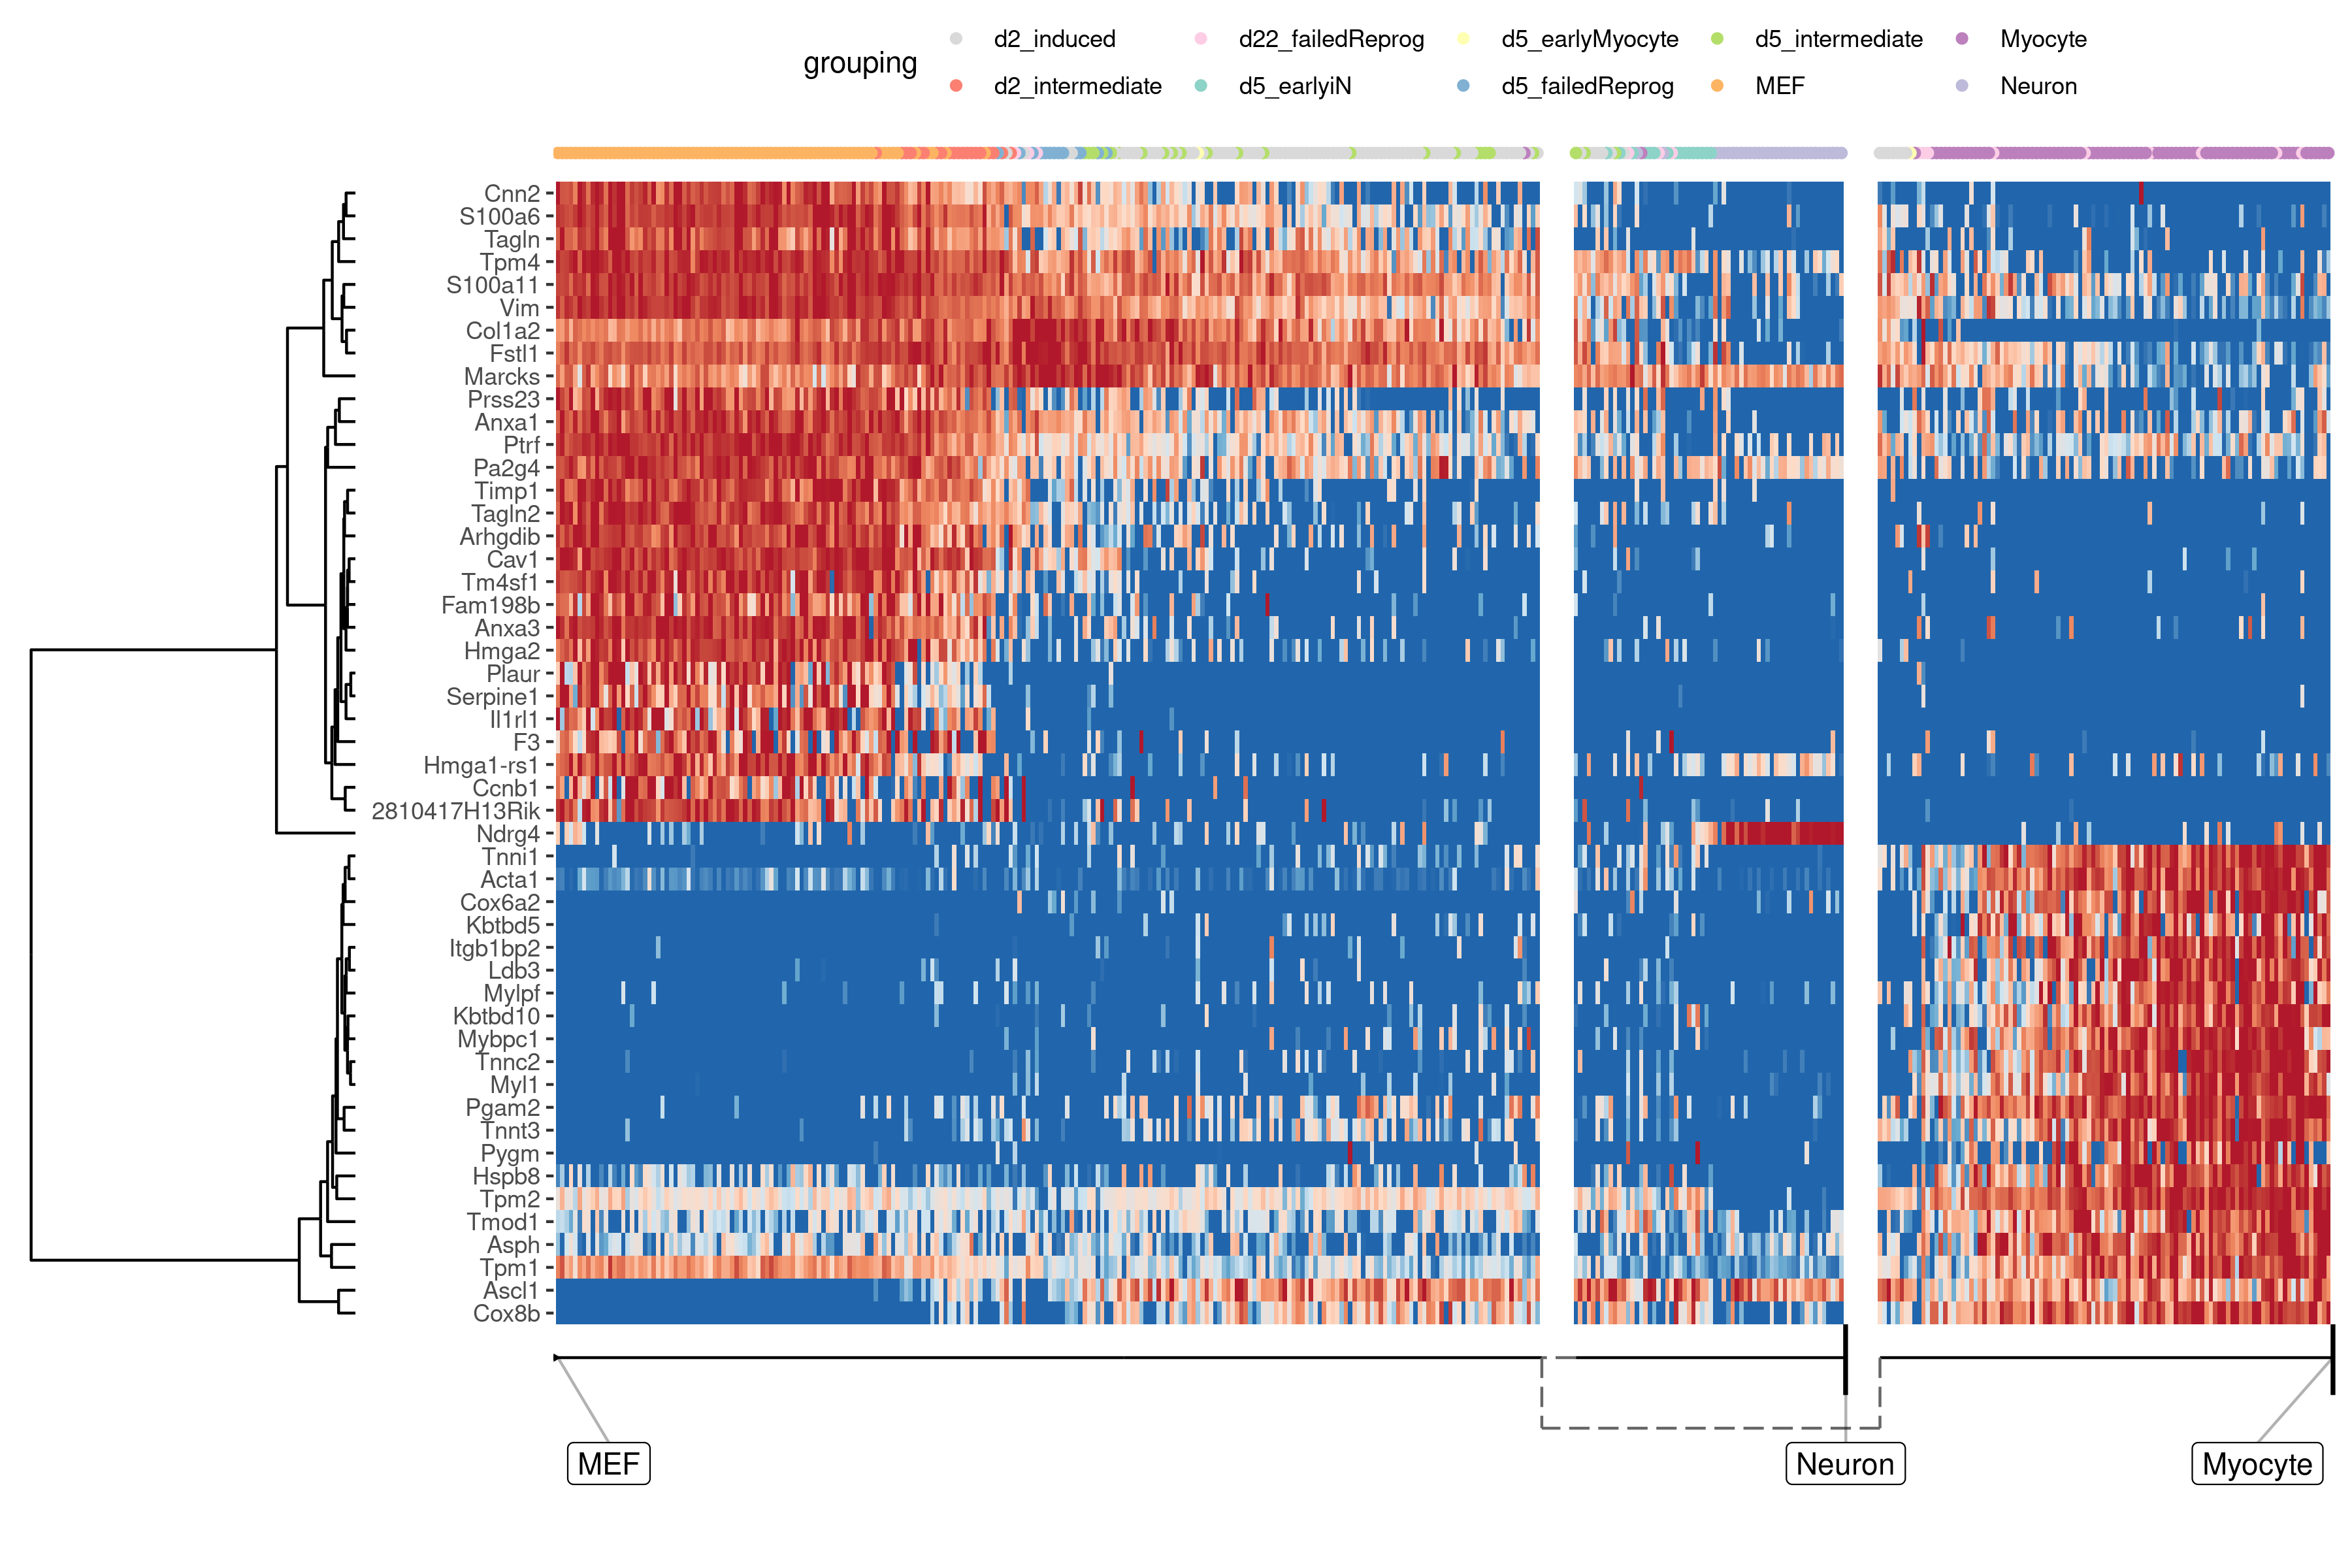 grouping
d2_induced d22_failedReprog d5_earlyMyocyte d5_intermediate Myocyte
d2_intermediate d5_earlyiN d5_failedReprog MEF Neuron
Cnn2
S100a6
Tagln
Tpm4
S100a11
Vim
Col1a2
Fstl1
Marcks
Prss23
Anxa1
Ptrf
Pa2g4
Timp1
Tagln2
Arhgdib
Cav1
Tm4sf1
Fam198b
Anxa3
Hmga2
Plaur
Serpine1
Il1rl1
F3
Hmga1-rs1
Ccnb1
2810417H13Rik
Ndrg4
Tnni1
Acta1
Cox6a2
Kbtbd5
Itgb1bp2
Ldb3
Mylpf
Kbtbd10
Mybpc1
Tnnc2
Myl1
Pgam2
Tnnt3
Pygm
Hspb8
Tpm2
Tmod1
Asph
Tpm1
Ascl1
Cox8b
MEF Neuron Myocyte